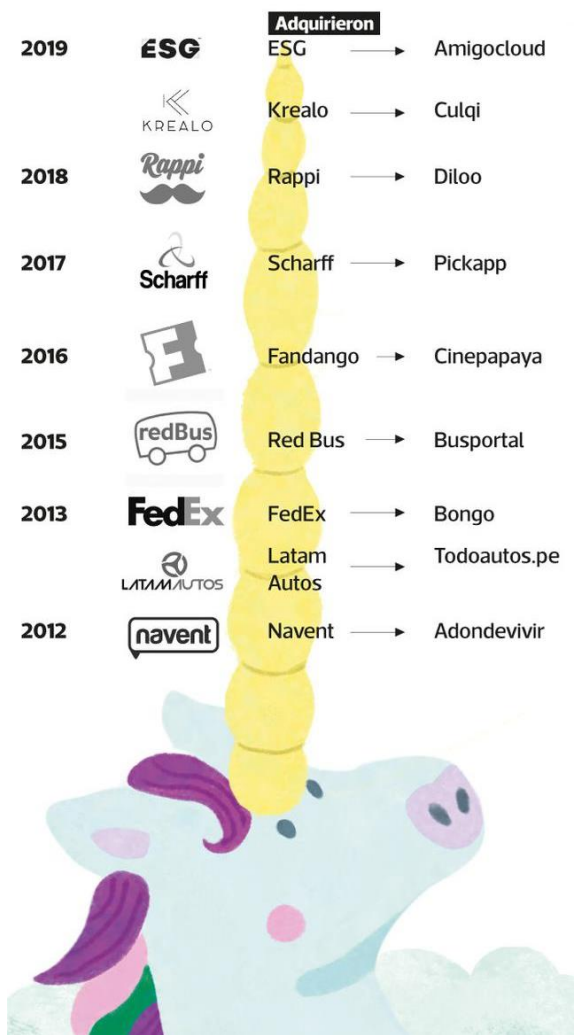 Adquirieron
2019 ESG ESG Amigocloud
KREALO Krealo Culqi
2018 Rappi Rappi Diloo
2017 Scharff Scharff Pickapp
2016 Fandango Cinepapaya
2015 redBus Red Bus Busportal
2013 FedEx FedEx Bongo
LATAMAUTOS Latam Autos Todoautos.pe
2012 navent Navent Adondevivir